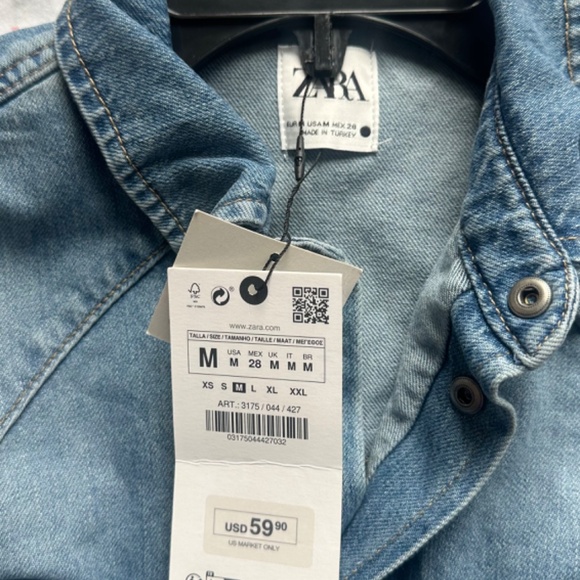 ZARA
EUR M USA M MEX 28
MADE IN TURKEY
FSC
www.zara.com
TALLA / SIZE / TAMANHO / TAILLE / MAAT / ΜΕΓΕΘΟΣ
M USA M MEX 28 UK M IT M BR M
XS S M L XL XXL
ART.: 3175 / 044 / 427
03175044427032
USD 59 90
US MARKET ONLY